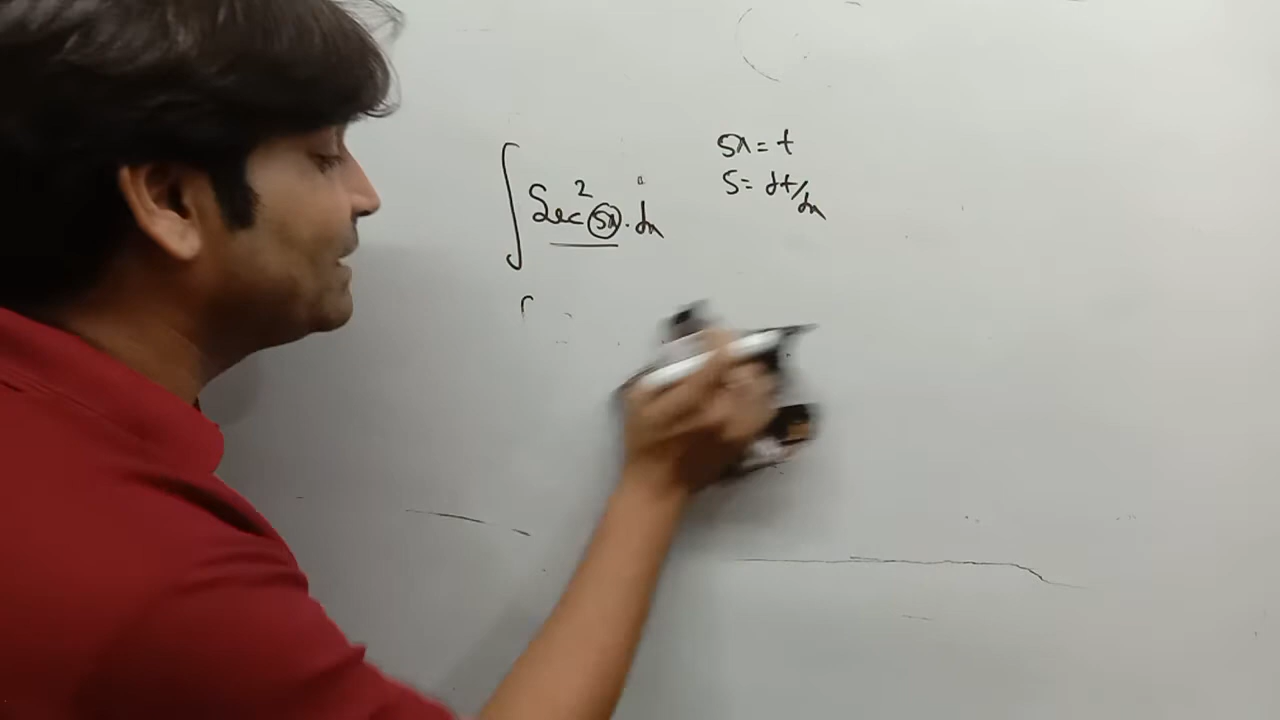 ∫ Sec² 5x · dx
5x = t
5 = dt/dx